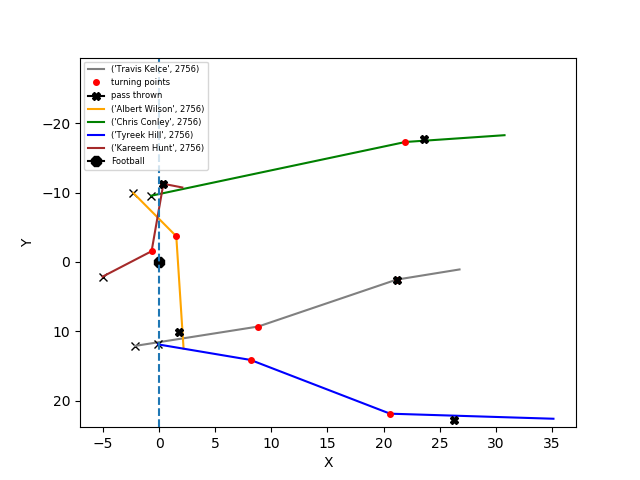 ('Travis Kelce', 2756)
turning points
pass thrown
('Albert Wilson', 2756)
('Chris Conley', 2756)
('Tyreek Hill', 2756)
('Kareem Hunt', 2756)
Football
−20
−10
0
10
20
Y
−5
0
5
10
15
20
25
30
35
X